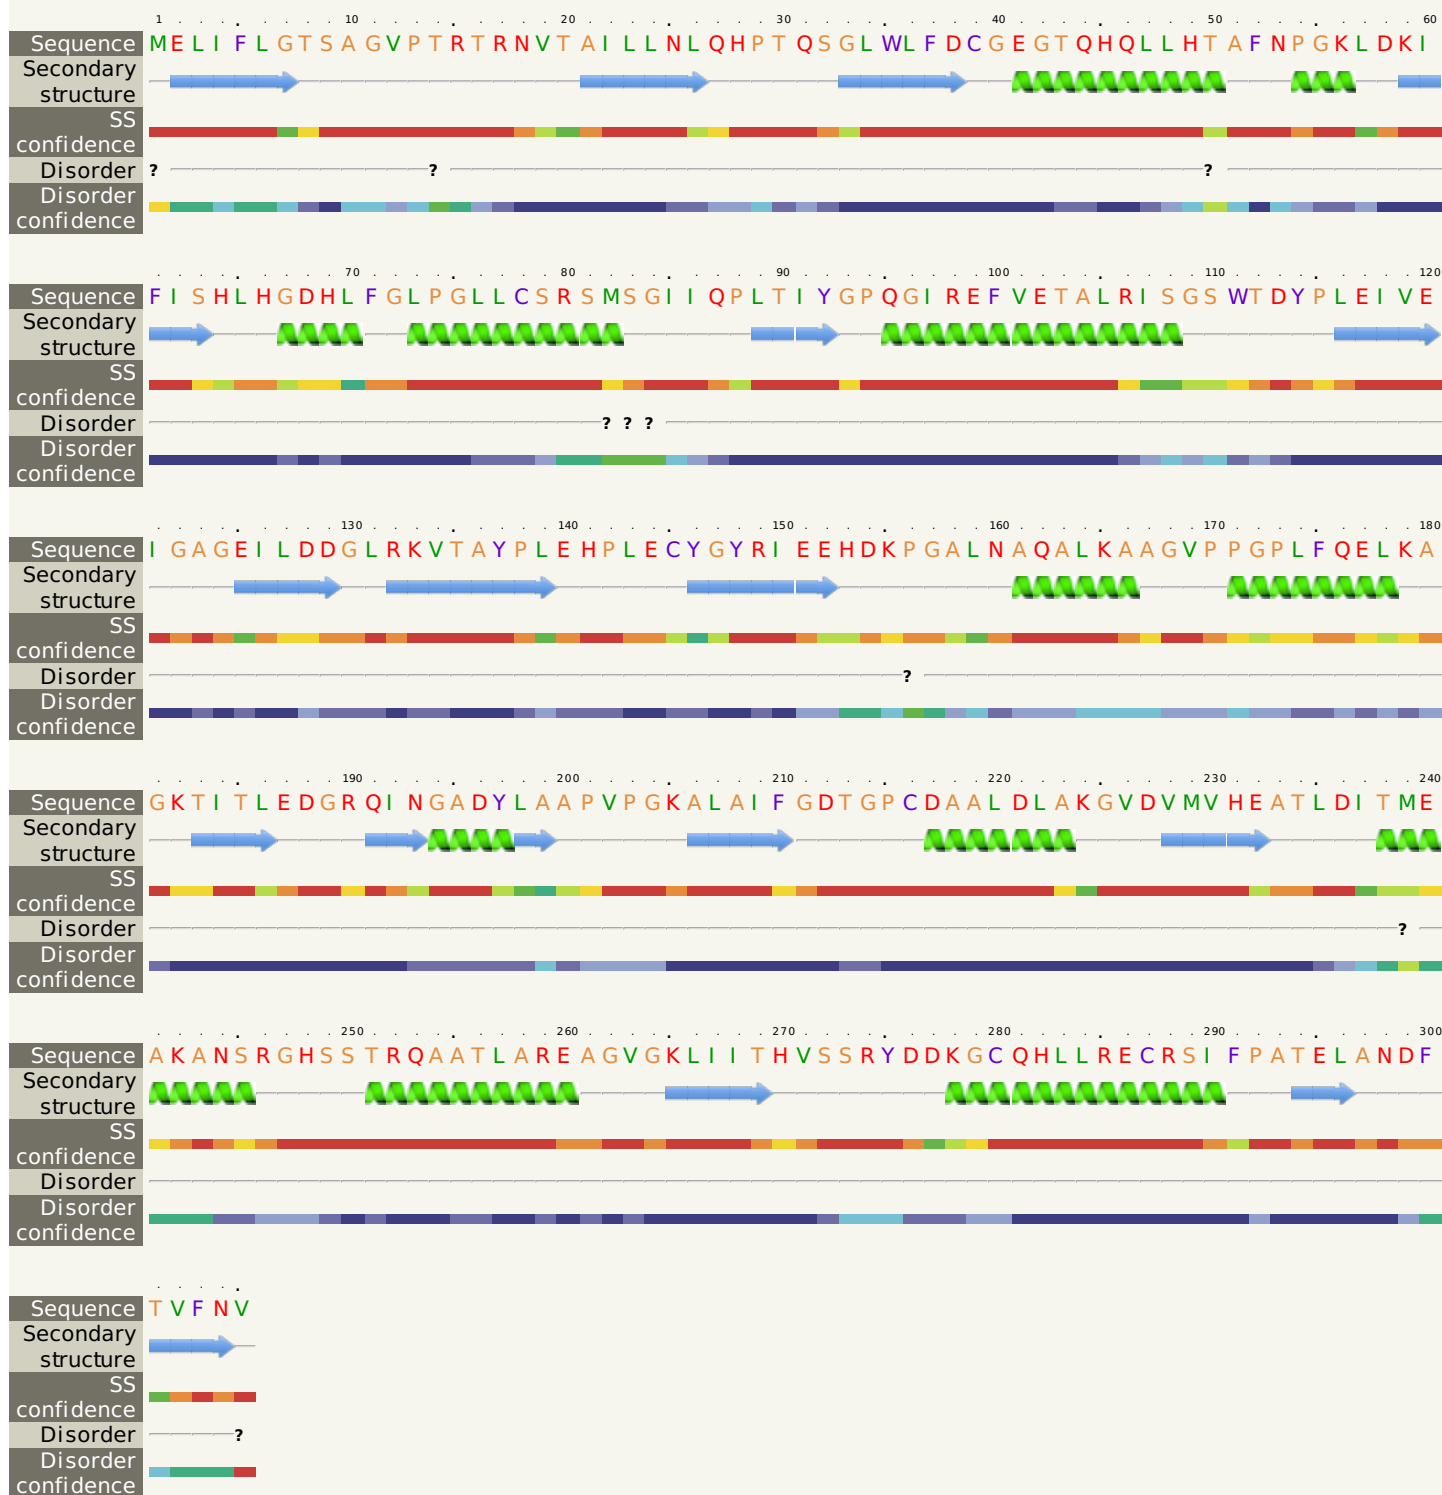 1 . . . . . . . . 10 . . . . . . . . . 20 . . . . . . . . . 30 . . . . . . . . . 40 . . . . . . . . . 50 . . . . . . . . . 60
Sequence MELIFLGTSAGVPTRTRNVTAILLNLQHPTQSGLWLFDCGEGTQHQLLHTAFNPGKLDKI
Secondary
structure
SS
confidence
Disorder ? ? ?
Disorder
confidence
. . . . . . . . . 70 . . . . . . . . . 80 . . . . . . . . . 90 . . . . . . . . . 100 . . . . . . . . . 110 . . . . . . . . . 120
Sequence FISHLHGDHLFGLPGLLCSRSMSGIIQPLTIYGPQGIREFVETALRISGSWTDYPLEIVE
Secondary
structure
SS
confidence
Disorder ? ? ?
Disorder
confidence
. . . . . . . . . 130 . . . . . . . . . 140 . . . . . . . . . 150 . . . . . . . . . 160 . . . . . . . . . 170 . . . . . . . . . 180
Sequence IGAGEILDDGLRKVTAYPLEHPLECYGYRIEEHDKPGALNAQALKAAGVPPGPLFQELKA
Secondary
structure
SS
confidence
Disorder ?
Disorder
confidence
. . . . . . . . . 190 . . . . . . . . . 200 . . . . . . . . . 210 . . . . . . . . . 220 . . . . . . . . . 230 . . . . . . . . . 240
Sequence GKTITLEDGRQINGADYLAAPVPGKALAIFGDTGPCDAALDLAKGVDVMVHEATLDITME
Secondary
structure
SS
confidence
Disorder ?
Disorder
confidence
. . . . . . . . . 250 . . . . . . . . . 260 . . . . . . . . . 270 . . . . . . . . . 280 . . . . . . . . . 290 . . . . . . . . . 300
Sequence AKANSRGHSSTRQAATLAREAGVGKLIITHVSSRYDDKGCQHLLRECRSIFPATELANDF
Secondary
structure
SS
confidence
Disorder
Disorder
confidence
. . . . .
Sequence TVFNV
Secondary
structure
SS
confidence
Disorder ?
Disorder
confidence